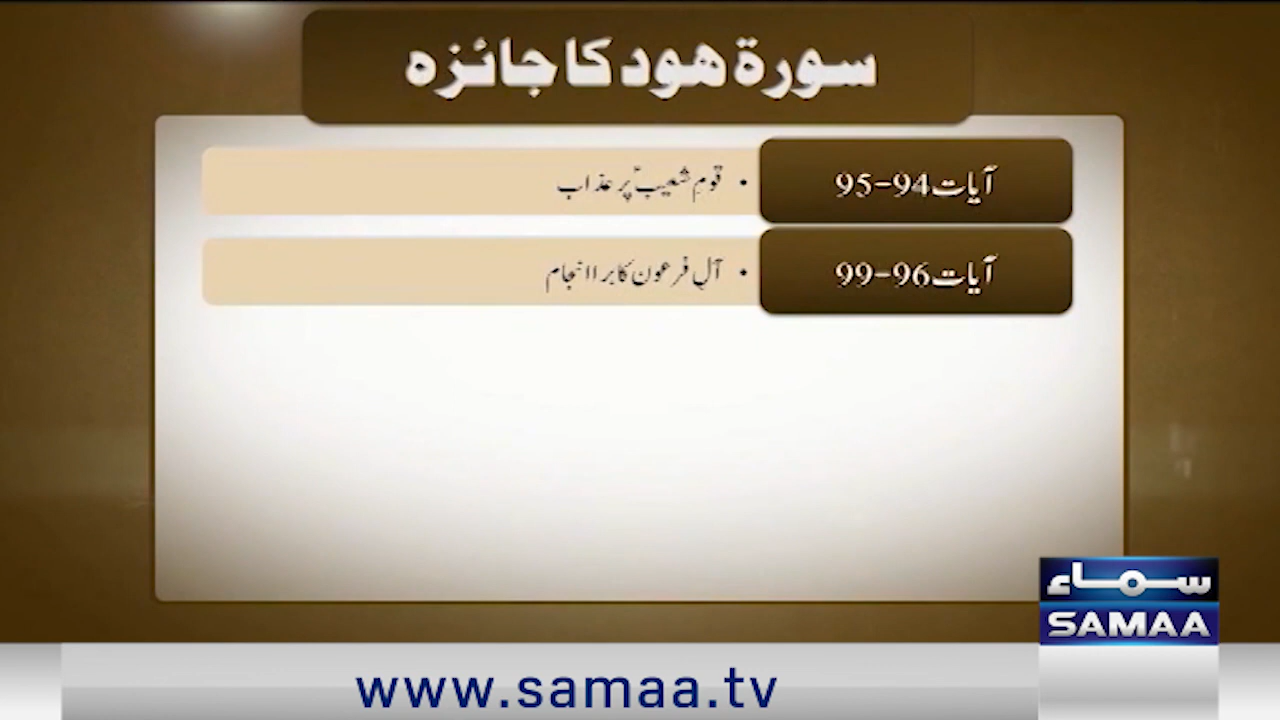 سورۃ ھود کا جائزہ
آیات 94-95
• قومِ شعیبؑ پر عذاب
آیات 96-99
• آلِ فرعون کا برا انجام
سماء
SAMAA
www.samaa.tv